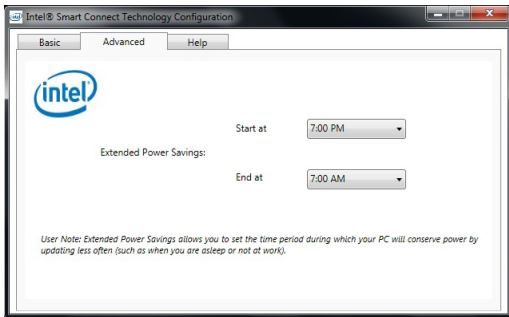 Intel® Smart Connect Technology Configuration
Basic Advanced Help
intel
Start at 7:00 PM
Extended Power Savings:
End at 7:00 AM
User Note: Extended Power Savings allows you to set the time period during which your PC will conserve power by
updating less often (such as when you are asleep or not at work).